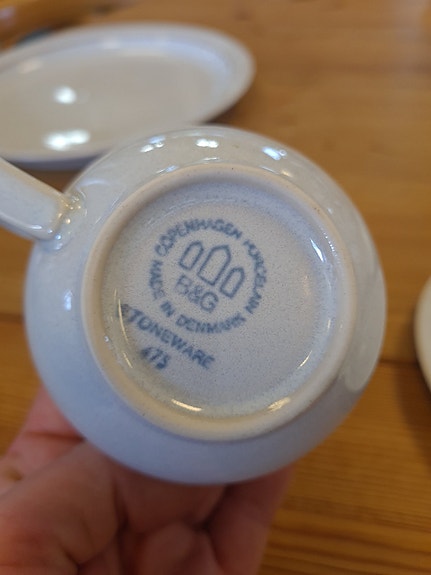 COPENHAGEN PORCELAIN
B&G
MADE IN DENMARK
STONEWARE
475